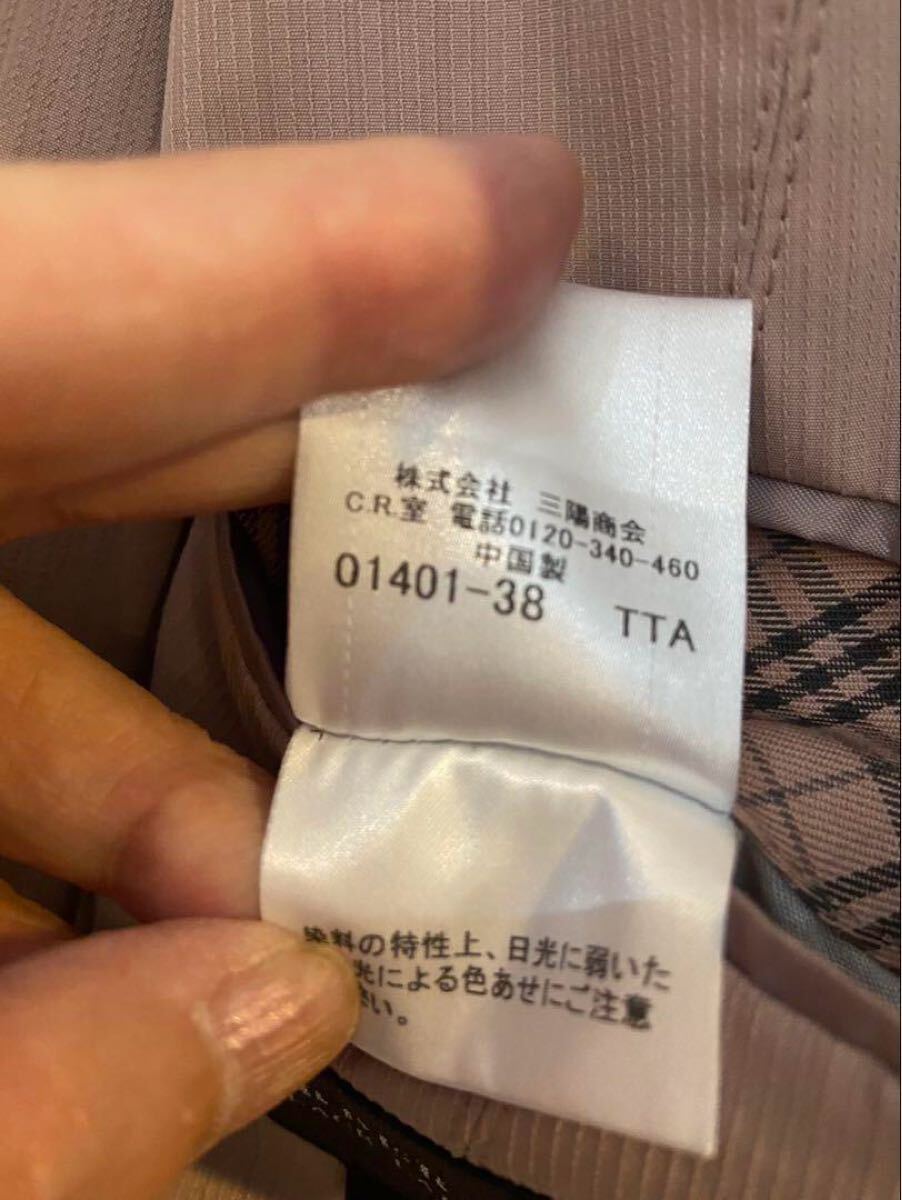 株式会社 三陽商会
C.R.室 電話0120-340-460
中国製
01401-38 TTA
染料の特性上、日光に弱いた
光による色あせにご注意
さい。